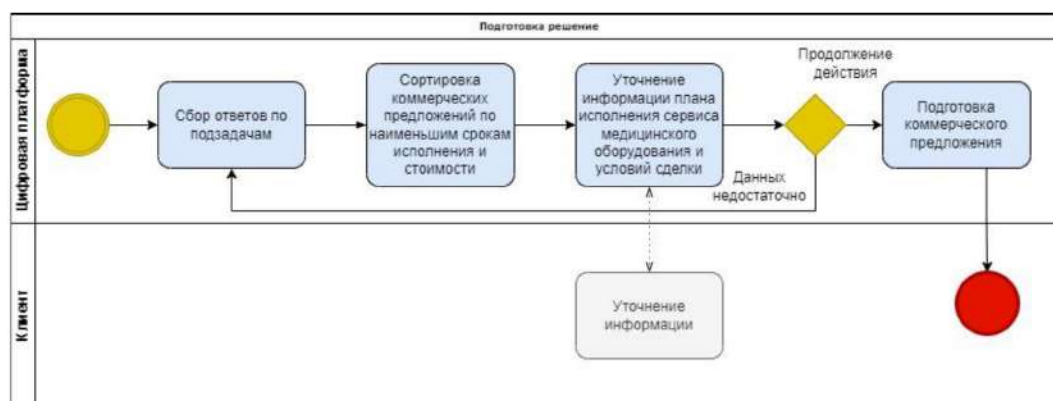 Подготовка решение
Цифровая платформа
Сбор ответов по
подзадачам
Сортировка
коммерческих
предложений по
наименьшим срокам
исполнения и
стоимости
Уточнение
информации плана
исполнения сервиса
медицинского
оборудования и
условий сделки
Продолжение
действия
Данных
недостаточно
Подготовка
коммерческого
предложения
Клиент
Уточнение
информации